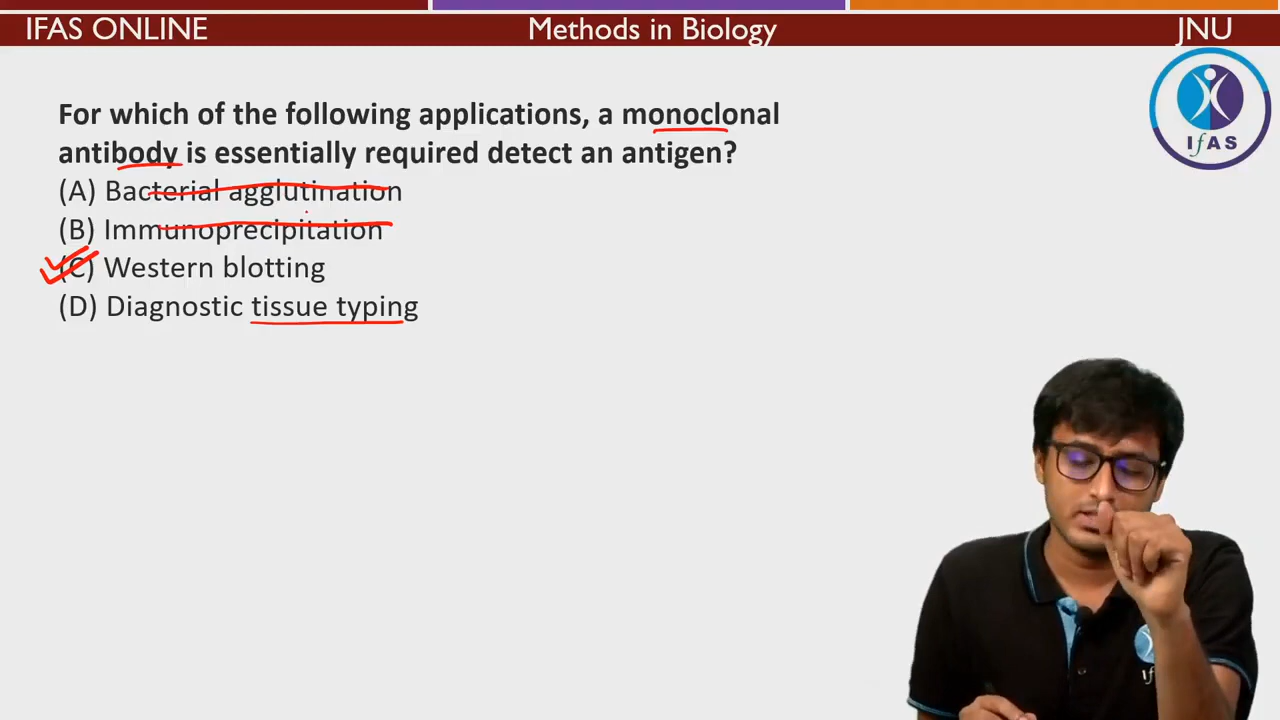 IFAS ONLINE
Methods in Biology
JNU
IfAS
For which of the following applications, a monoclonal
antibody is essentially required detect an antigen?
(A) Bacterial agglutination
(B) Immunoprecipitation
(C) Western blotting
(D) Diagnostic tissue typing